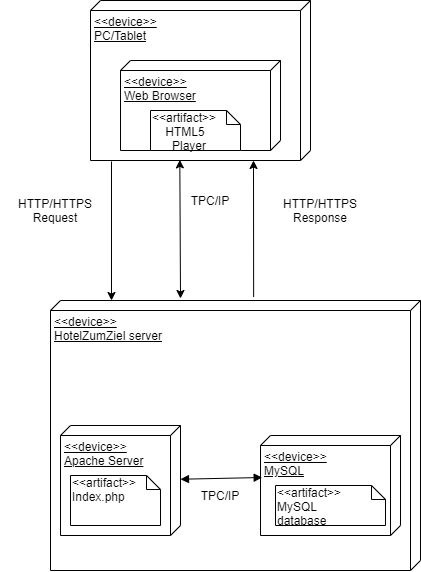 <<device>>
PC/Tablet
<<device>>
Web Browser
<<artifact>>
HTML5
Player
HTTP/HTTPS
Request
TPC/IP
HTTP/HTTPS
Response
<<device>>
HotelZumZiel server
<<device>>
Apache Server
<<artifact>>
Index.php
TPC/IP
<<device>>
MySQL
<<artifact>>
MySQL
database